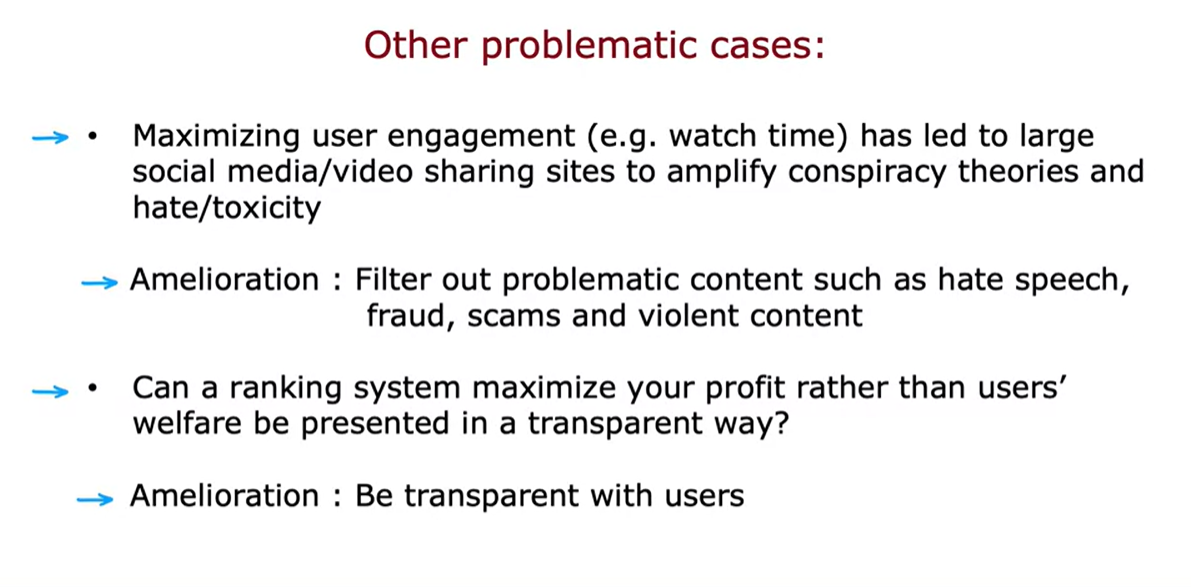 Other problematic cases:
• Maximizing user engagement (e.g. watch time) has led to large
social media/video sharing sites to amplify conspiracy theories and
hate/toxicity
Amelioration : Filter out problematic content such as hate speech,
fraud, scams and violent content
• Can a ranking system maximize your profit rather than users’
welfare be presented in a transparent way?
Amelioration : Be transparent with users